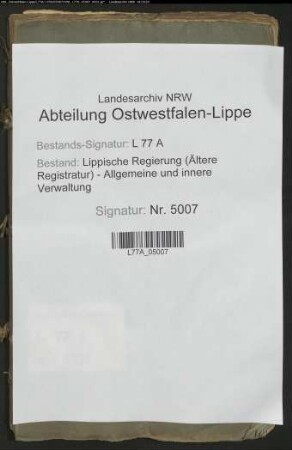 Landesarchiv NRW
Abteilung Ostwestfalen-Lippe
Bestands-Signatur: L 77 A
Bestand: Lippische Regierung (Ältere
Registratur) - Allgemeine und innere
Verwaltung
Signatur: Nr. 5007
L77A_05007